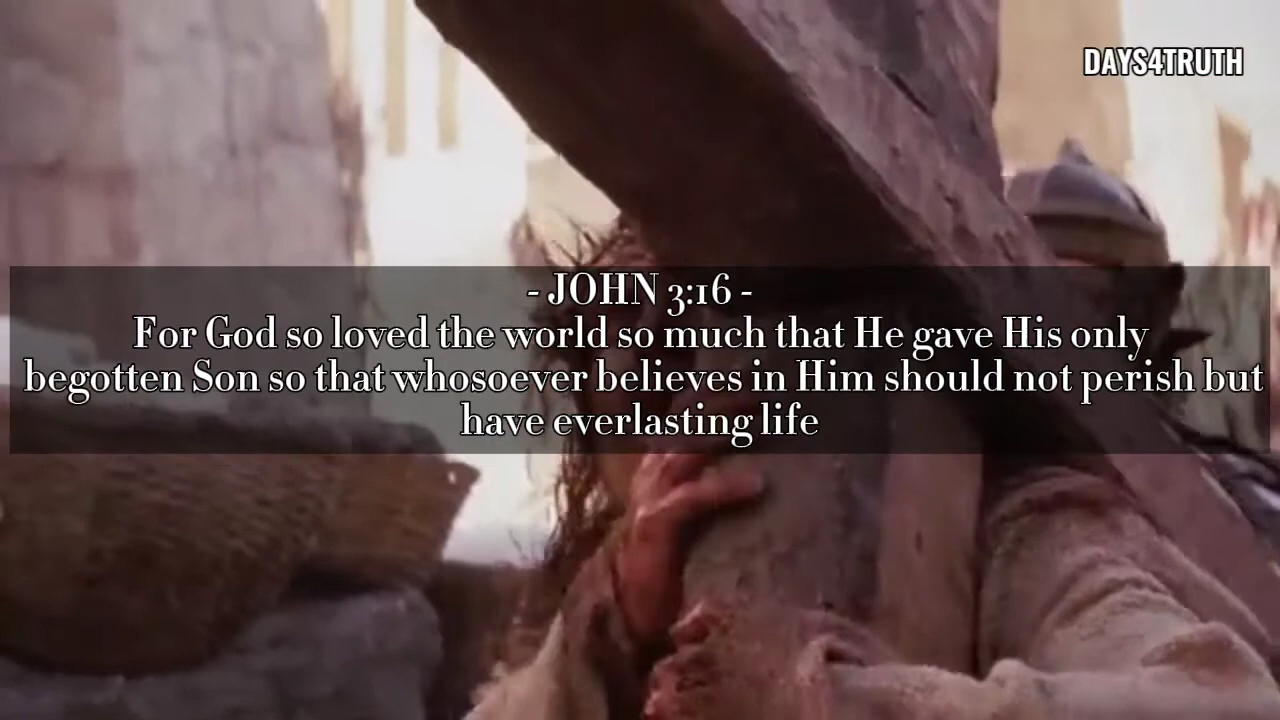 DAYS4TRUTH
- JOHN 3:16 -
For God so loved the world so much that He gave His only
begotten Son so that whosoever believes in Him should not perish but
have everlasting life